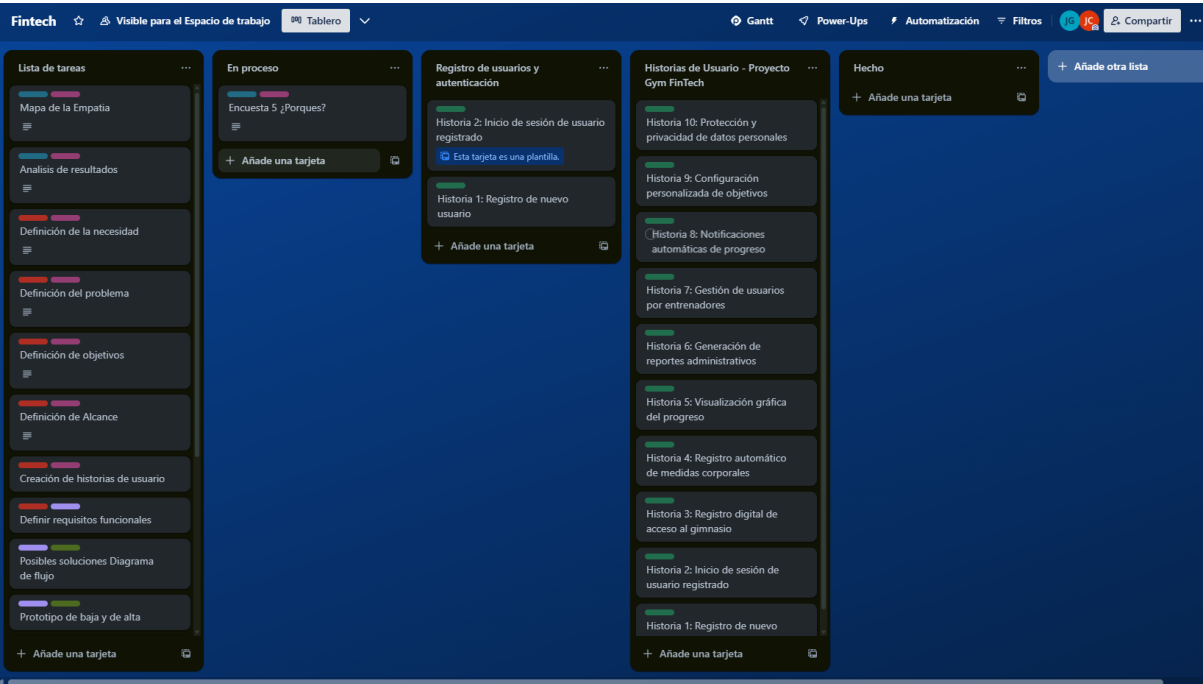 Fintech
Visible para el Espacio de trabajo
Tablero
Gantt
Power-Ups
Automatización
Filtros
JG
JC
Compartir
Lista de tareas
Mapa de la Empatia
Analisis de resultados
Definición de la necesidad
Definición del problema
Definición de objetivos
Definición de Alcance
Creación de historias de usuario
Definir requisitos funcionales
Posibles soluciones Diagrama
de flujo
Prototipo de baja y de alta
+ Añade una tarjeta
En proceso
Encuesta 5 ¿Porques?
+ Añade una tarjeta
Registro de usuarios y
autenticación
Historia 2: Inicio de sesión de usuario
registrado
Esta tarjeta es una plantilla.
Historia 1: Registro de nuevo
usuario
+ Añade una tarjeta
Historias de Usuario - Proyecto
Gym FinTech
Historia 10: Protección y
privacidad de datos personales
Historia 9: Configuración
personalizada de objetivos
Historia 8: Notificaciones
automáticas de progreso
Historia 7: Gestión de usuarios
por entrenadores
Historia 6: Generación de
reportes administrativos
Historia 5: Visualización gráfica
del progreso
Historia 4: Registro automático
de medidas corporales
Historia 3: Registro digital de
acceso al gimnasio
Historia 2: Inicio de sesión de
usuario registrado
Historia 1: Registro de nuevo
+ Añade una tarjeta
Hecho
+ Añade una tarjeta
+ Añade otra lista